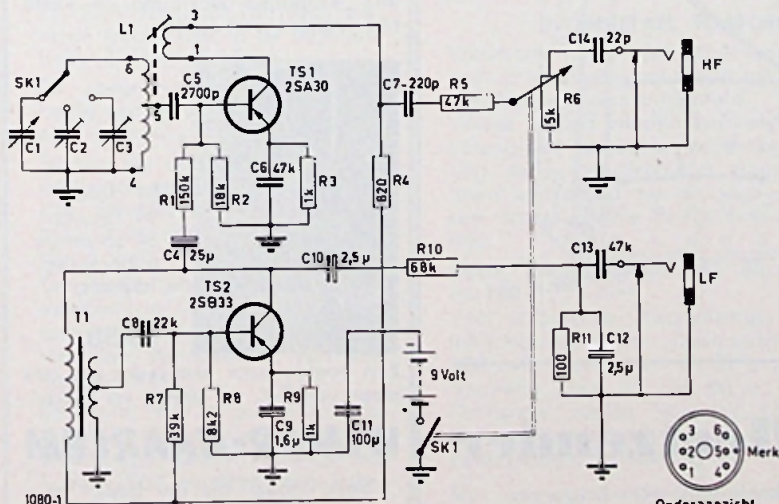 L1
3
1
6
SK1
5
4
C1
C2
C3
C5
2700p
TS1
2SA30
R1
150k
R2
18k
C6
47k
R3
1k
C4
25µ
C7-220p
R5
47k
R4
820
R6
5k
C14
22p
HF
T1
C8
22k
TS2
2SB33
C10
2,5µ
R10
68k
R7
39k
R8
8k2
C9
1,6µ
R9
1k
C11
100µ
9 Volt
SK1
C13
47k
LF
R11
100
C12
2,5µ
3 6
2 5 Merk
1 4
1080-1
Onderaanzicht